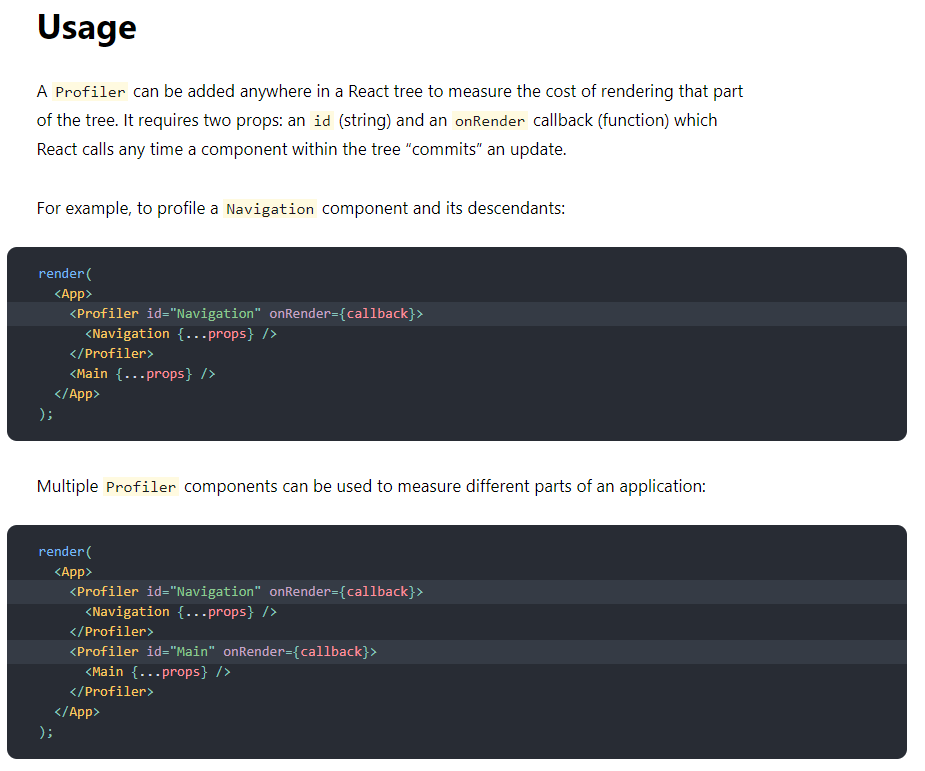 Usage
A Profiler can be added anywhere in a React tree to measure the cost of rendering that part
of the tree. It requires two props: an id (string) and an onRender callback (function) which
React calls any time a component within the tree “commits” an update.
For example, to profile a Navigation component and its descendants:
render(
  <App>
    <Profiler id="Navigation" onRender={callback}>
      <Navigation {...props} />
    </Profiler>
    <Main {...props} />
  </App>
);
Multiple Profiler components can be used to measure different parts of an application:
render(
  <App>
    <Profiler id="Navigation" onRender={callback}>
      <Navigation {...props} />
    </Profiler>
    <Profiler id="Main" onRender={callback}>
      <Main {...props} />
    </Profiler>
  </App>
);